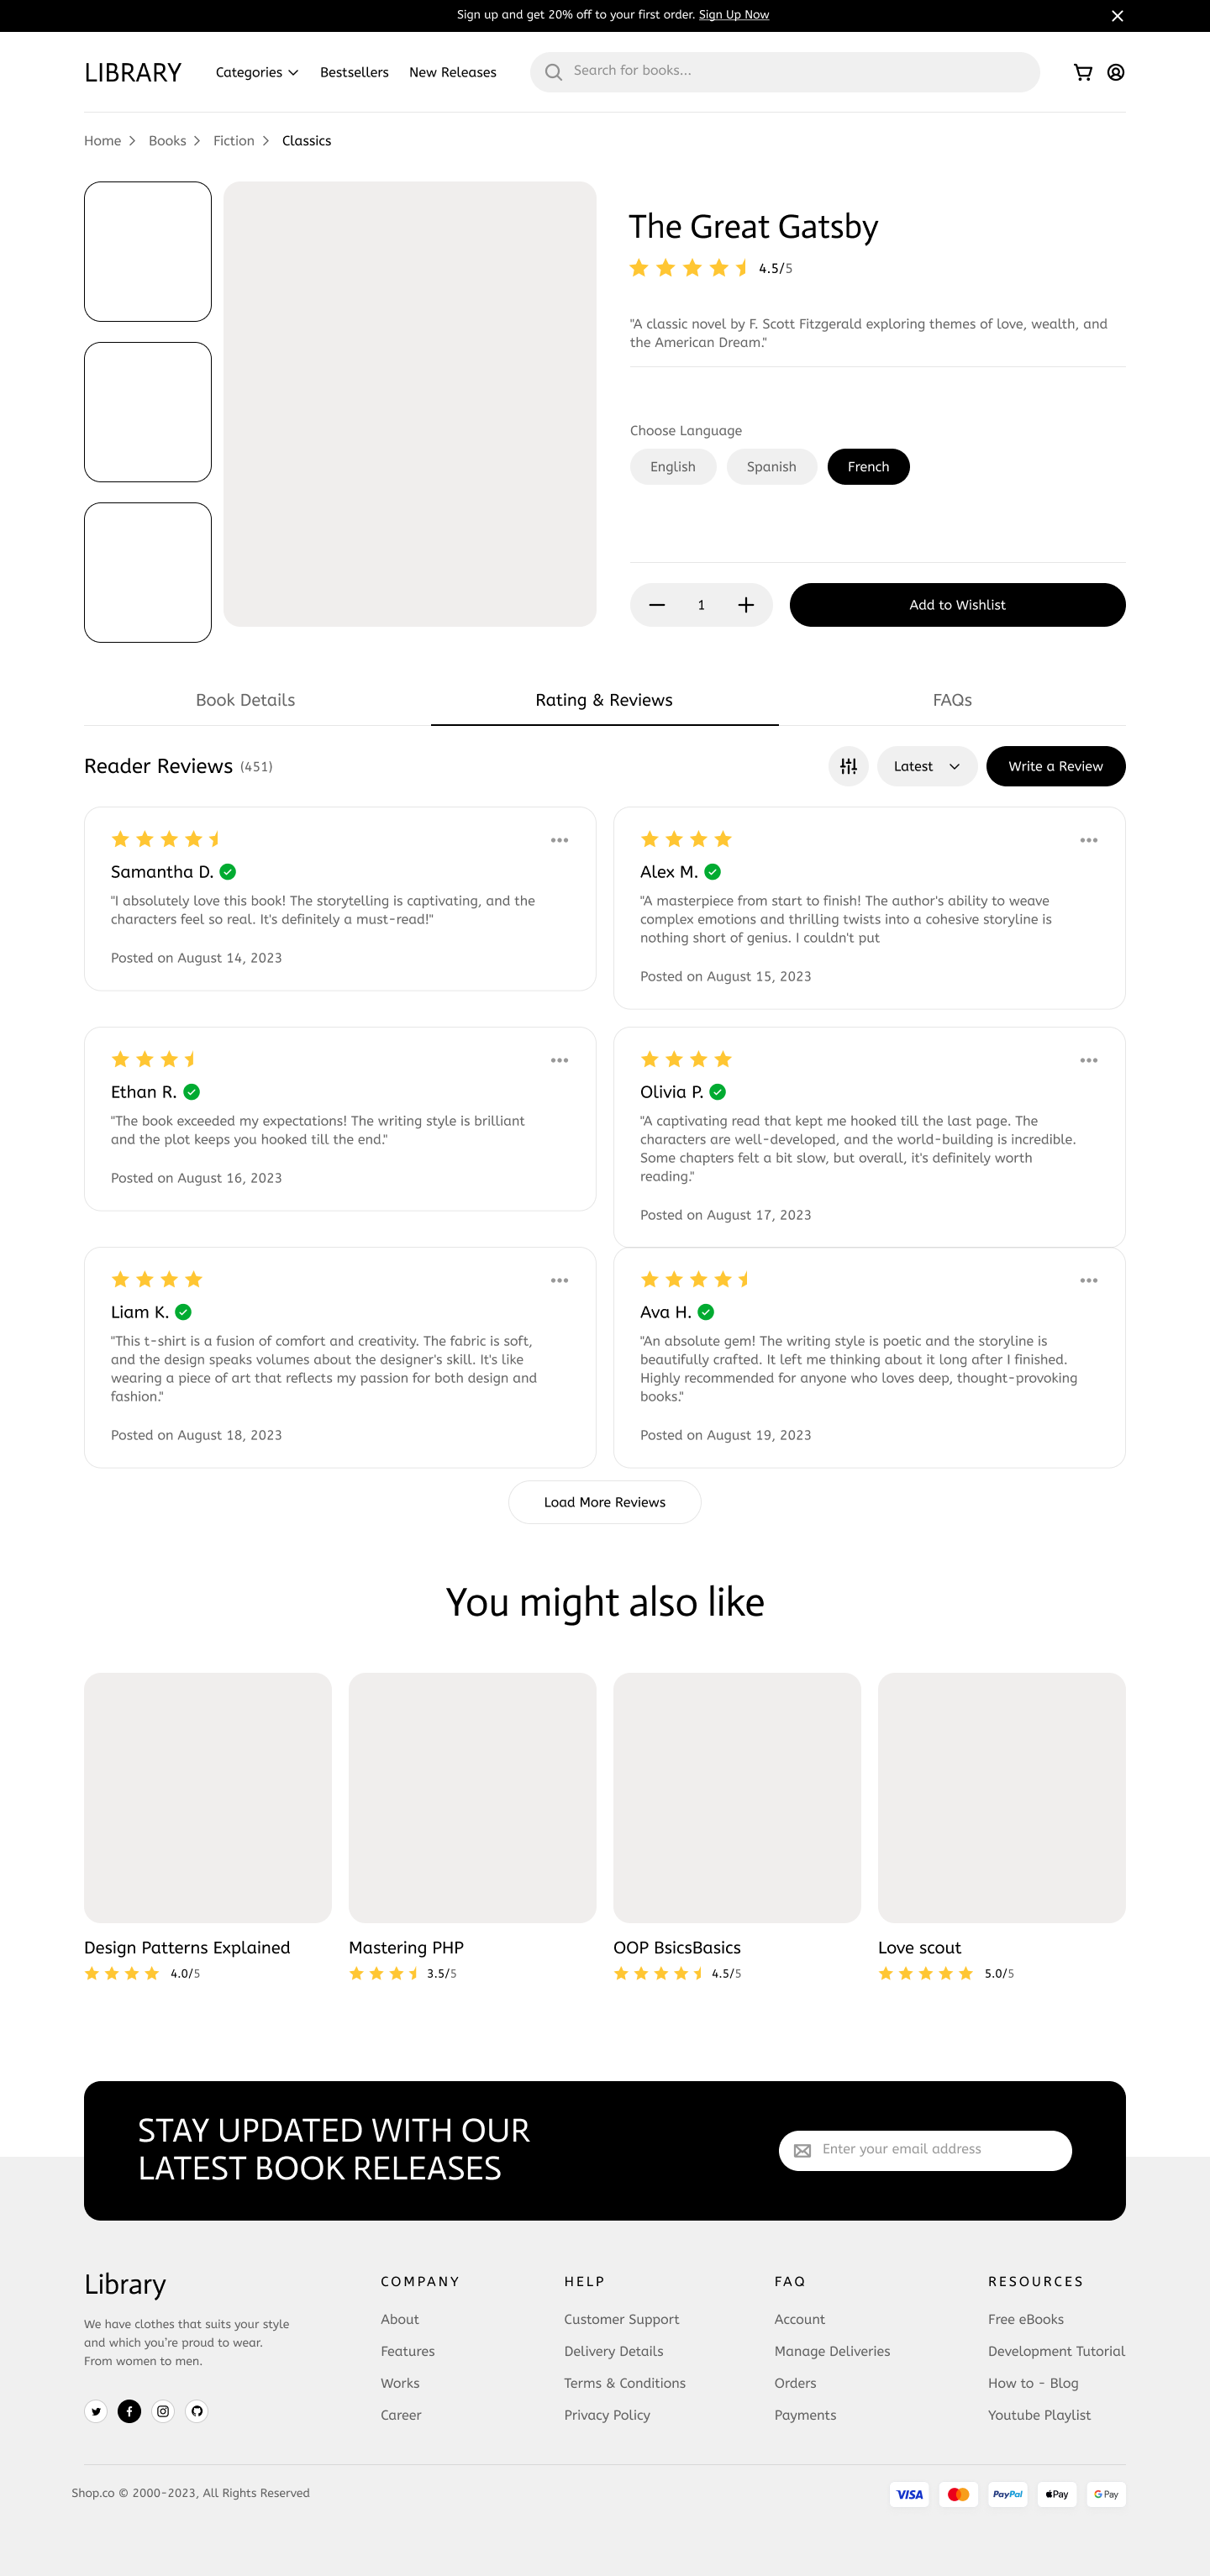 Sign up and get 20% off to your first order. Sign Up Now
LIBRARY
Categories
Bestsellers
New Releases
Search for books...
Home
Books
Fiction
Classics
The Great Gatsby
4.5/5
"A classic novel by F. Scott Fitzgerald exploring themes of love, wealth, and
the American Dream."
Choose Language
English
Spanish
French
1
Add to Wishlist
Book Details
Rating & Reviews
FAQs
Reader Reviews (451)
Latest
Write a Review
Samantha D.
"I absolutely love this book! The storytelling is captivating, and the
characters feel so real. It's definitely a must-read!"
Posted on August 14, 2023
Alex M.
"A masterpiece from start to finish! The author's ability to weave
complex emotions and thrilling twists into a cohesive storyline is
nothing short of genius. I couldn't put
Posted on August 15, 2023
Ethan R.
"The book exceeded my expectations! The writing style is brilliant
and the plot keeps you hooked till the end."
Posted on August 16, 2023
Olivia P.
"A captivating read that kept me hooked till the last page. The
characters are well-developed, and the world-building is incredible.
Some chapters felt a bit slow, but overall, it's definitely worth
reading."
Posted on August 17, 2023
Liam K.
"This t-shirt is a fusion of comfort and creativity. The fabric is soft,
and the design speaks volumes about the designer's skill. It's like
wearing a piece of art that reflects my passion for both design and
fashion."
Posted on August 18, 2023
Ava H.
"An absolute gem! The writing style is poetic and the storyline is
beautifully crafted. It left me thinking about it long after I finished.
Highly recommended for anyone who loves deep, thought-provoking
books."
Posted on August 19, 2023
Load More Reviews
You might also like
Design Patterns Explained
4.0/5
Mastering PHP
3.5/5
OOP BsicsBasics
4.5/5
Love scout
5.0/5
STAY UPDATED WITH OUR
LATEST BOOK RELEASES
Enter your email address
Library
We have clothes that suits your style
and which you're proud to wear.
From women to men.
COMPANY
About
Features
Works
Career
HELP
Customer Support
Delivery Details
Terms & Conditions
Privacy Policy
FAQ
Account
Manage Deliveries
Orders
Payments
RESOURCES
Free eBooks
Development Tutorial
How to - Blog
Youtube Playlist
Shop.co © 2000-2023, All Rights Reserved
VISA
PayPal
Pay
G Pay